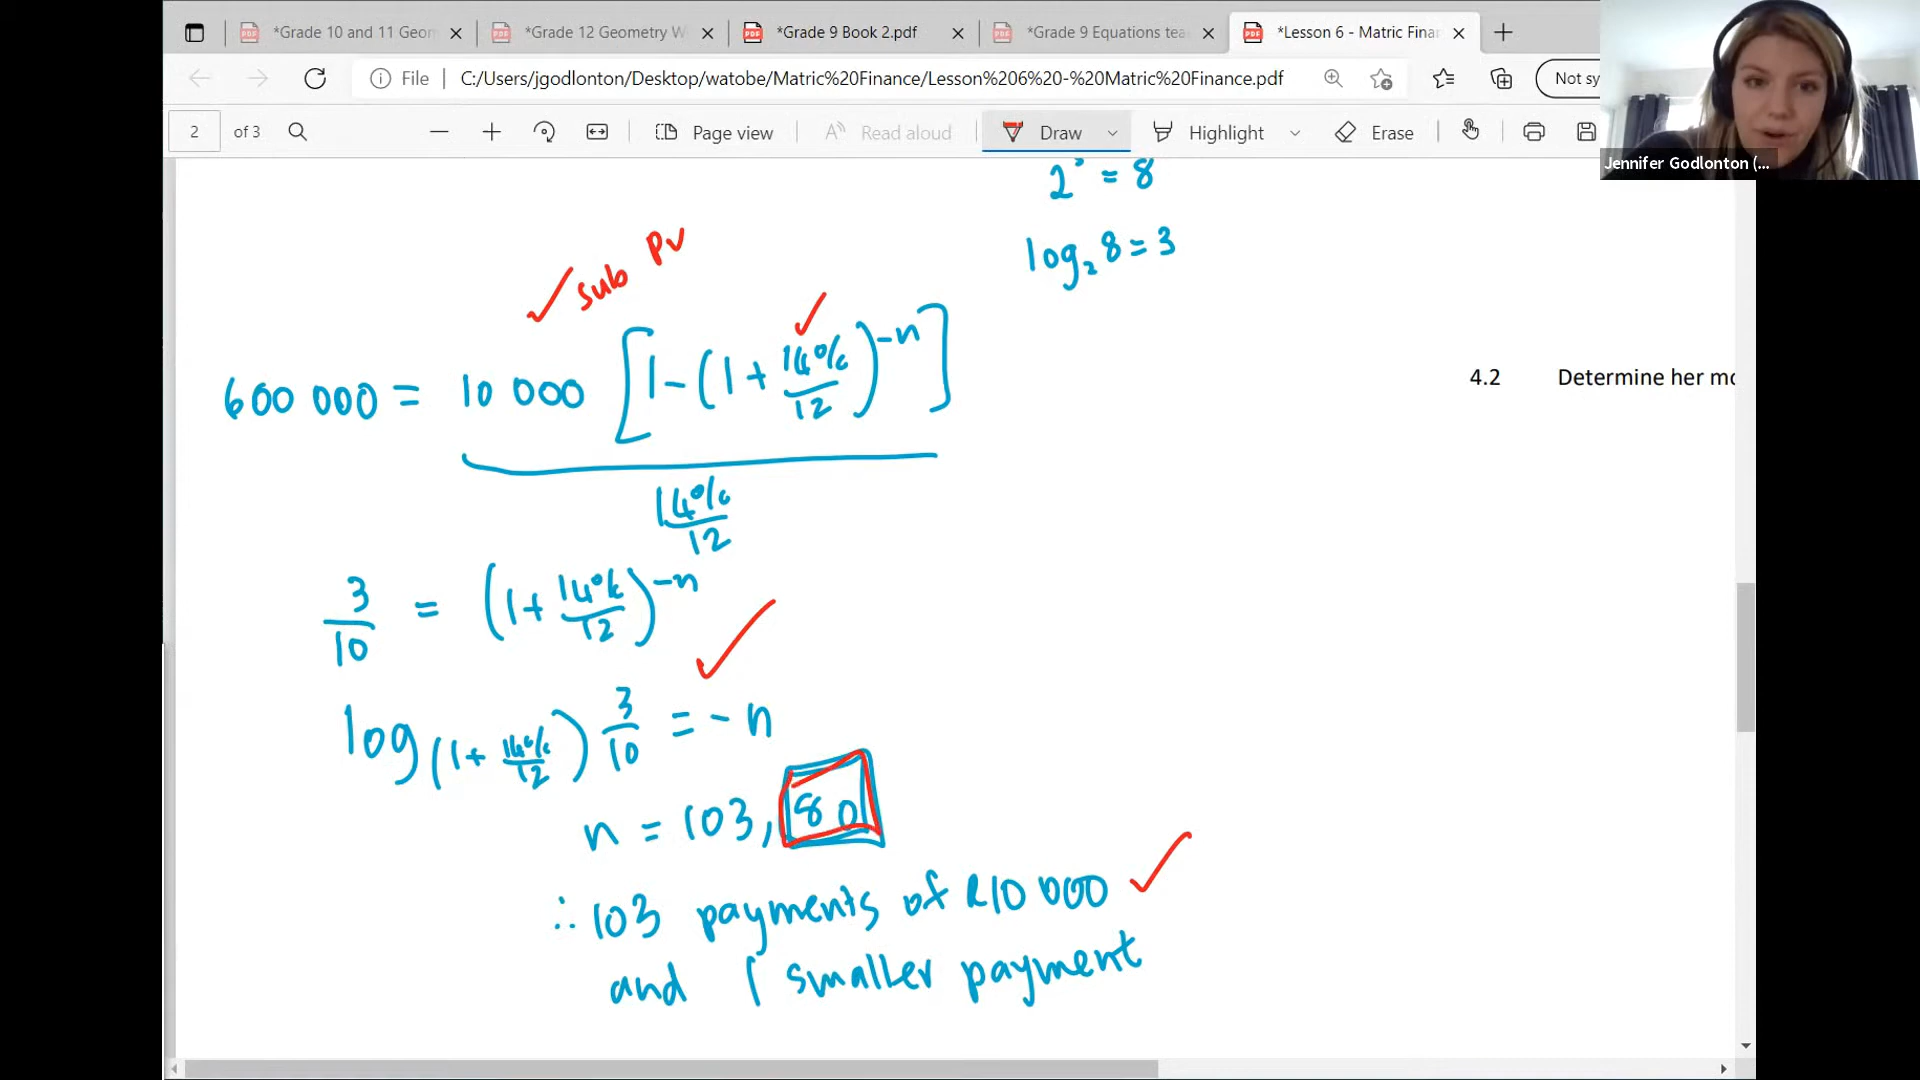 *Grade 10 and 11 Geor
*Grade 12 Geometry W
*Grade 9 Book 2.pdf
*Grade 9 Equations tea
*Lesson 6 - Matric Finar
File
C:/Users/jgodlonton/Desktop/watobe/Matric%20Finance/Lesson%206%20-%20Matric%20Finance.pdf
Not sy
2 of 3
Page view
Read aloud
Draw
Highlight
Erase
Jennifer Godlonton (...
2³ = 8
log₂ 8 = 3
✓ sub Pv
✓
600 000 = 10 000 [1 - (1 + 14%/12)^-n]
14%/12
4.2 Determine her mo
3/10 = (1 + 14%/12)^-n
✓
log(1 + 14%/12) 3/10 = - n
n = 103,80
∴ 103 payments of R10 000 ✓
and 1 smaller payment